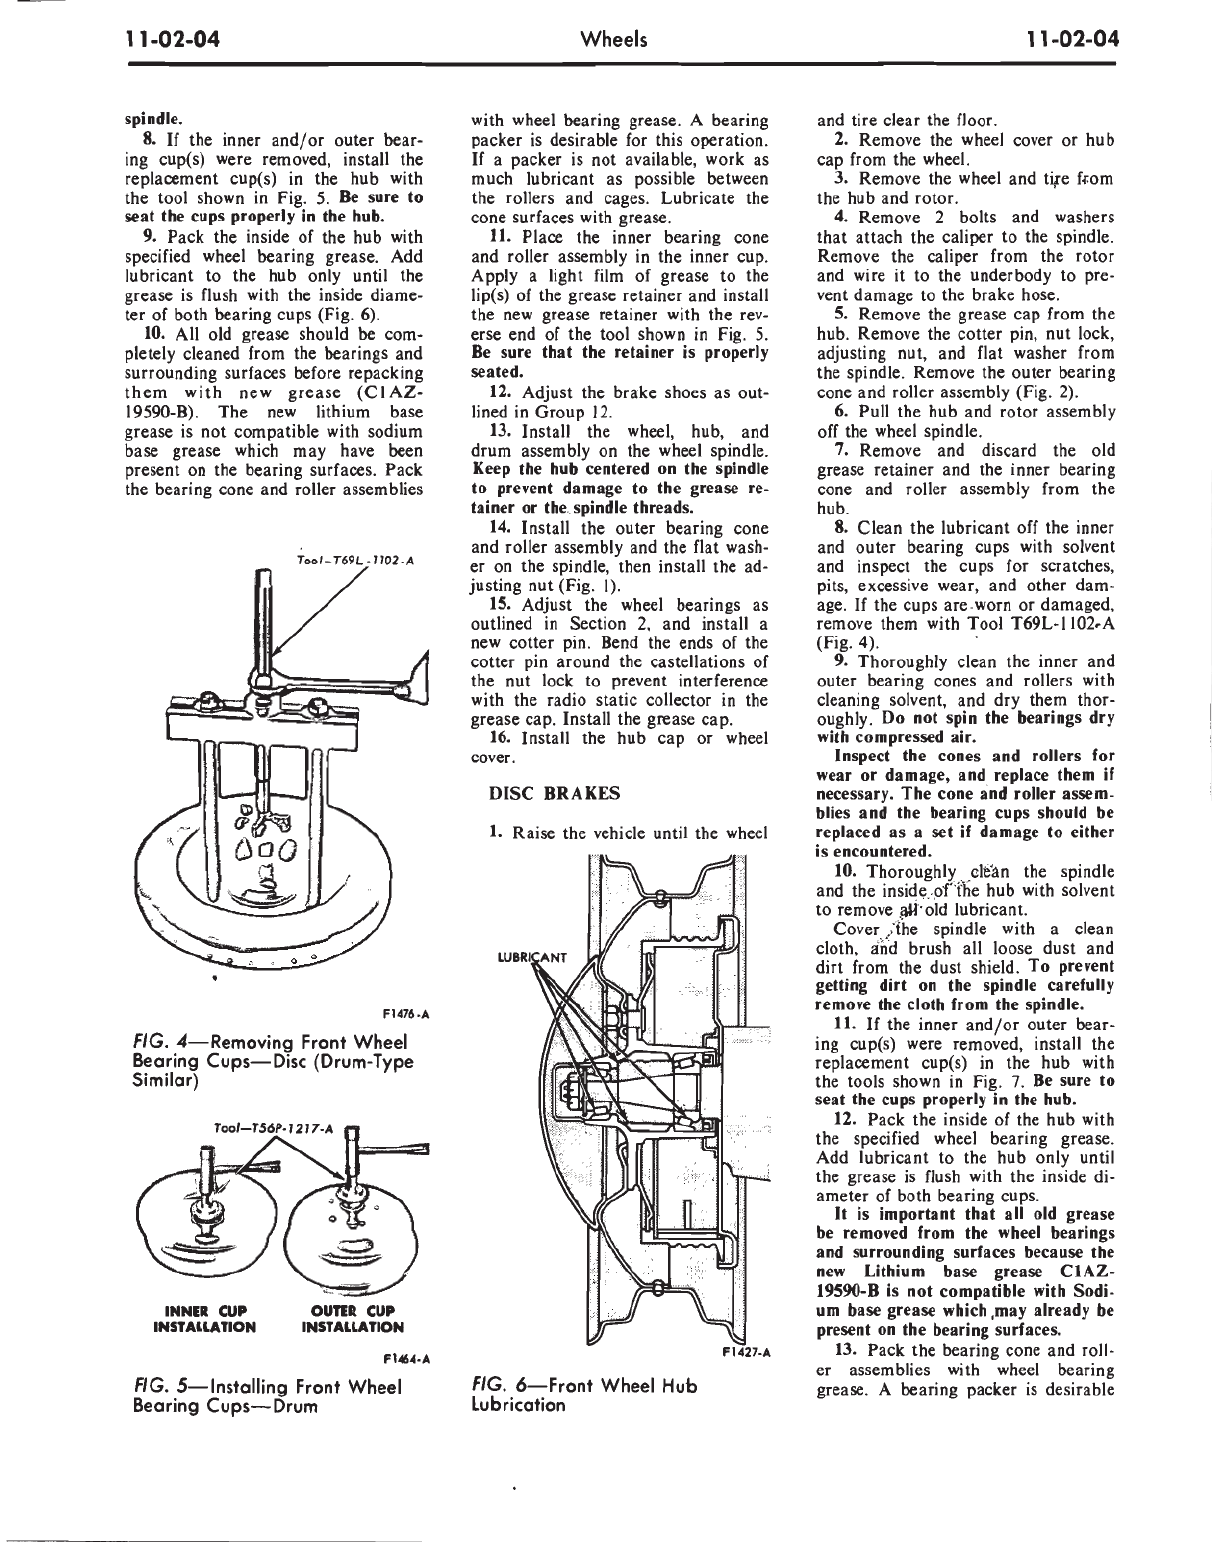 11-02-04
Wheels
11-02-04
spindle.
8. If the inner and/or outer bear-
ing cup(s) were removed, install the
replacement cup(s) in the hub with
the tool shown in Fig. 5. Be sure to
seat the cups properly in the hub.
9. Pack the inside of the hub with
specified wheel bearing grease. Add
lubricant to the hub only until the
grease is flush with the inside diame-
ter of both bearing cups (Fig. 6).
10. All old grease should be com-
pletely cleaned from the bearings and
surrounding surfaces before repacking
them with new grease (C1AZ-
19590-B). The new lithium base
grease is not compatible with sodium
base grease which may have been
present on the bearing surfaces. Pack
the bearing cone and roller assemblies
Tool-T69L-1102-A
F1476-A
FIG. 4—Removing Front Wheel
Bearing Cups—Disc (Drum-Type
Similar)
Tool—T56P-1217-A
INNER CUP
INSTALLATION
OUTER CUP
INSTALLATION
F1464-A
FIG. 5—Installing Front Wheel
Bearing Cups—Drum
with wheel bearing grease. A bearing
packer is desirable for this operation.
If a packer is not available, work as
much lubricant as possible between
the rollers and cages. Lubricate the
cone surfaces with grease.
11. Place the inner bearing cone
and roller assembly in the inner cup.
Apply a light film of grease to the
lip(s) of the grease retainer and install
the new grease retainer with the rev-
erse end of the tool shown in Fig. 5.
Be sure that the retainer is properly
seated.
12. Adjust the brake shoes as out-
lined in Group 12.
13. Install the wheel, hub, and
drum assembly on the wheel spindle.
Keep the hub centered on the spindle
to prevent damage to the grease re-
tainer or the spindle threads.
14. Install the outer bearing cone
and roller assembly and the flat wash-
er on the spindle, then install the ad-
justing nut (Fig. 1).
15. Adjust the wheel bearings as
outlined in Section 2, and install a
new cotter pin. Bend the ends of the
cotter pin around the castellations of
the nut lock to prevent interference
with the radio static collector in the
grease cap. Install the grease cap.
16. Install the hub cap or wheel
cover.
DISC BRAKES
1. Raise the vehicle until the wheel
LUBRICANT
F1427-A
FIG. 6—Front Wheel Hub
Lubrication
and tire clear the floor.
2. Remove the wheel cover or hub
cap from the wheel.
3. Remove the wheel and tire from
the hub and rotor.
4. Remove 2 bolts and washers
that attach the caliper to the spindle.
Remove the caliper from the rotor
and wire it to the underbody to pre-
vent damage to the brake hose.
5. Remove the grease cap from the
hub. Remove the cotter pin, nut lock,
adjusting nut, and flat washer from
the spindle. Remove the outer bearing
cone and roller assembly (Fig. 2).
6. Pull the hub and rotor assembly
off the wheel spindle.
7. Remove and discard the old
grease retainer and the inner bearing
cone and roller assembly from the
hub.
8. Clean the lubricant off the inner
and outer bearing cups with solvent
and inspect the cups for scratches,
pits, excessive wear, and other dam-
age. If the cups are worn or damaged,
remove them with Tool T69L-1102-A
(Fig. 4).
9. Thoroughly clean the inner and
outer bearing cones and rollers with
cleaning solvent, and dry them thor-
oughly. Do not spin the bearings dry
with compressed air.
Inspect the cones and rollers for
wear or damage, and replace them if
necessary. The cone and roller assem-
blies and the bearing cups should be
replaced as a set if damage to either
is encountered.
10. Thoroughly clean the spindle
and the inside of the hub with solvent
to remove all old lubricant.
Cover the spindle with a clean
cloth, and brush all loose dust and
dirt from the dust shield. To prevent
getting dirt on the spindle carefully
remove the cloth from the spindle.
11. If the inner and/or outer bear-
ing cup(s) were removed, install the
replacement cup(s) in the hub with
the tools shown in Fig. 7. Be sure to
seat the cups properly in the hub.
12. Pack the inside of the hub with
the specified wheel bearing grease.
Add lubricant to the hub only until
the grease is flush with the inside di-
ameter of both bearing cups.
It is important that all old grease
be removed from the wheel bearings
and surrounding surfaces because the
new Lithium base grease C1AZ-
19590-B is not compatible with Sodi-
um base grease which may already be
present on the bearing surfaces.
13. Pack the bearing cone and roll-
er assemblies with wheel bearing
grease. A bearing packer is desirable